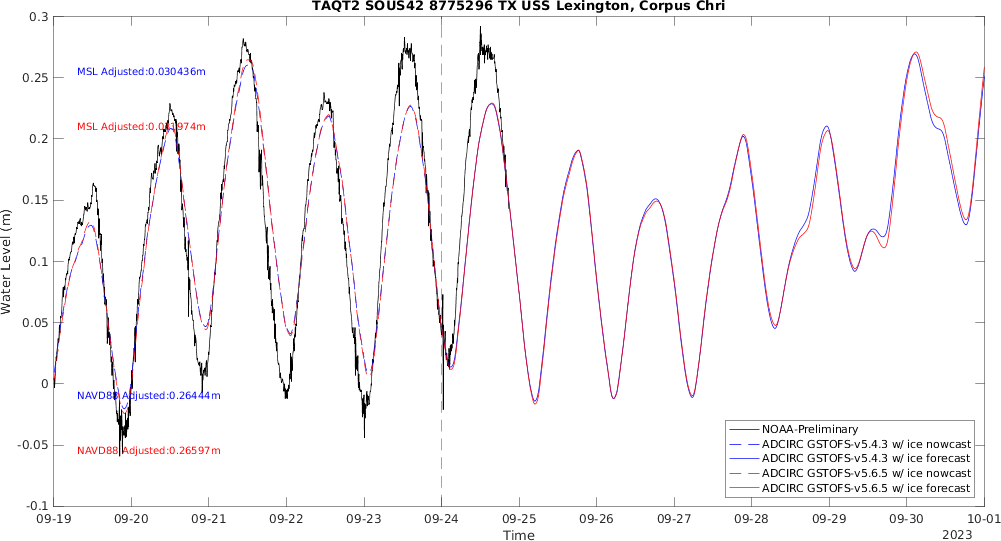 TAQT2 SOUS42 8775296 TX USS Lexington, Corpus Chri
0.3
0.25
0.2
0.15
0.1
0.05
0
-0.05
-0.1
Water Level (m)
MSL Adjusted:0.030436m
MSL Adjusted:0.031974m
NAVD88 Adjusted:0.26444m
NAVD88 Adjusted:0.26597m
NOAA-Preliminary
ADCIRC GSTOFS-v5.4.3 w/ ice nowcast
ADCIRC GSTOFS-v5.4.3 w/ ice forecast
ADCIRC GSTOFS-v5.6.5 w/ ice nowcast
ADCIRC GSTOFS-v5.6.5 w/ ice forecast
09-19 09-20 09-21 09-22 09-23 09-24 09-25 09-26 09-27 09-28 09-29 09-30 10-01
Time
2023